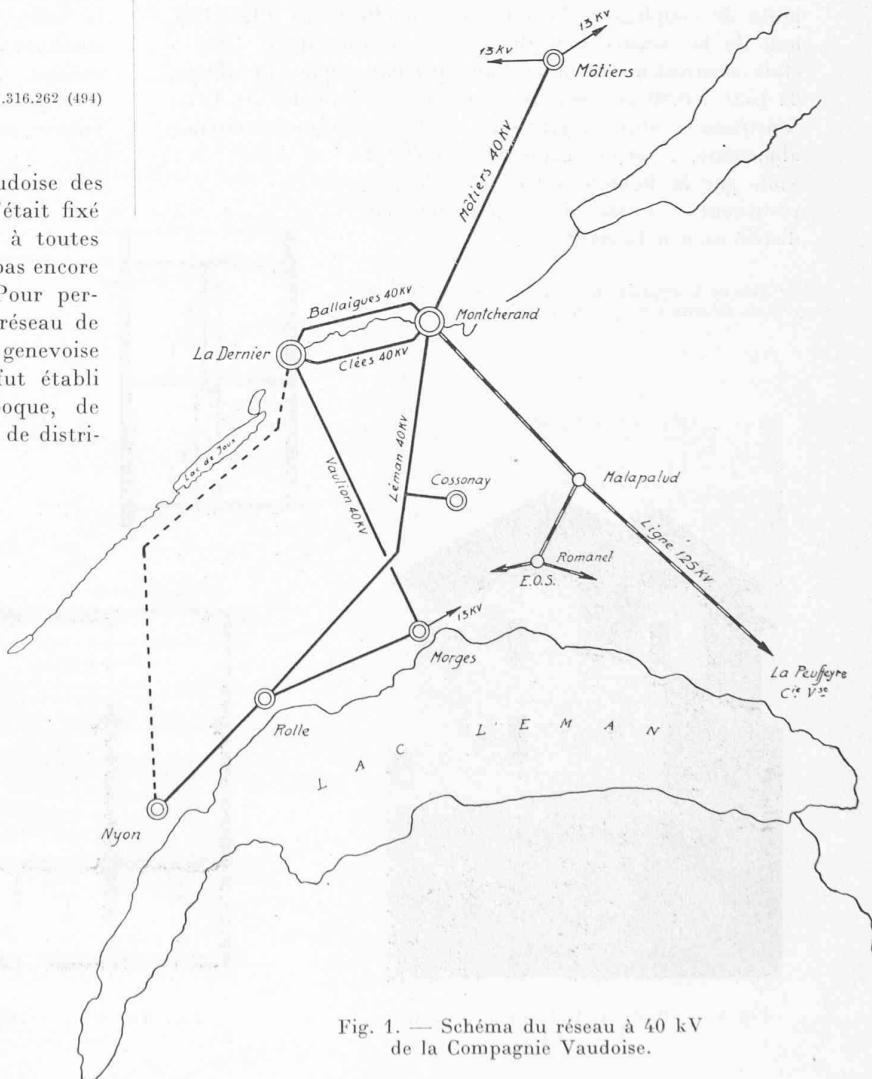 .316.262 (494)
udoise des
'était fixé
à toutes
pas encore
Pour per-
réseau de
genevoise
fut établi
oque, de
de distri-
13 KV
13 KV
Môtiers
Môtiers 40 KV
Ballaigues 40 KV
Montcherand
La Dernier
Clées 40 KV
Lac de Joux
Vaulion 40 KV
Léman 40 KV
Cossonay
Malapalud
Ligne 125 KV
Romanel
E.O.S.
13 KV
Morges
La Peuffeyre
Cie Vse
Rolle
LAC LEMAN
Nyon
Fig. 1. — Schéma du réseau à 40 kV
de la Compagnie Vaudoise.